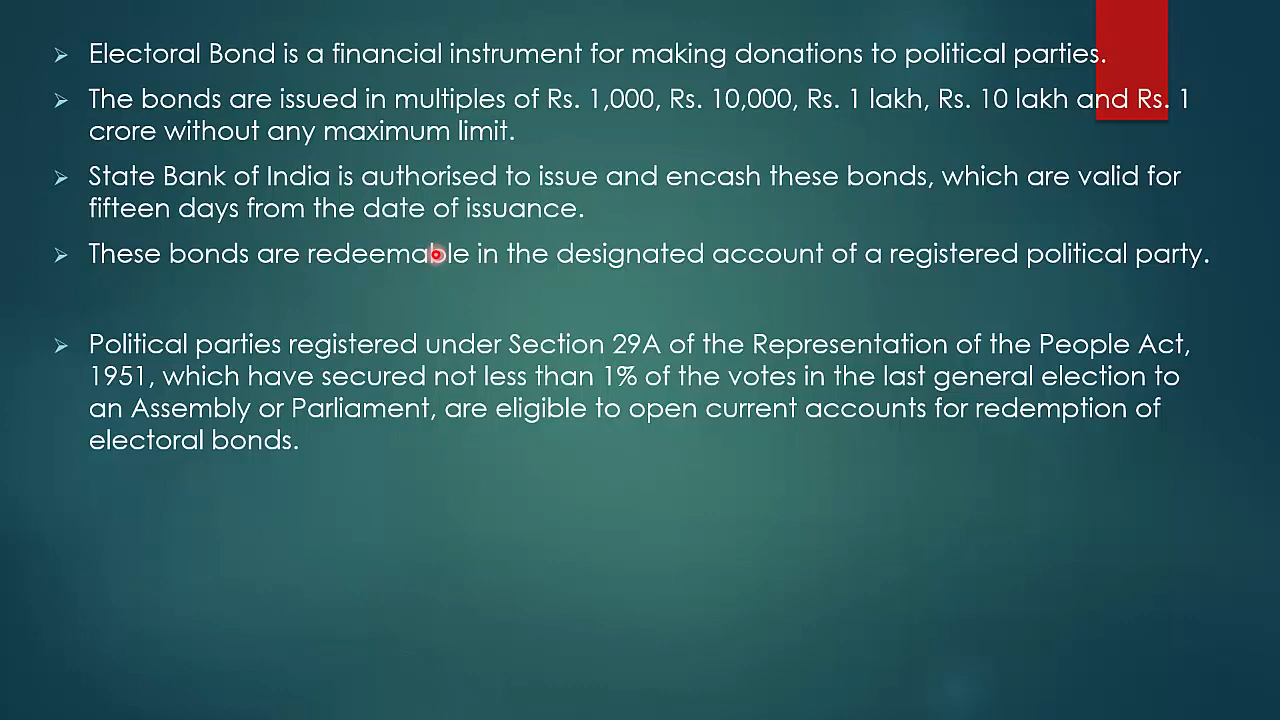 Electoral Bond is a financial instrument for making donations to political parties.
The bonds are issued in multiples of Rs. 1,000, Rs. 10,000, Rs. 1 lakh, Rs. 10 lakh and Rs. 1
crore without any maximum limit.
State Bank of India is authorised to issue and encash these bonds, which are valid for
fifteen days from the date of issuance.
These bonds are redeemable in the designated account of a registered political party.
Political parties registered under Section 29A of the Representation of the People Act,
1951, which have secured not less than 1% of the votes in the last general election to
an Assembly or Parliament, are eligible to open current accounts for redemption of
electoral bonds.